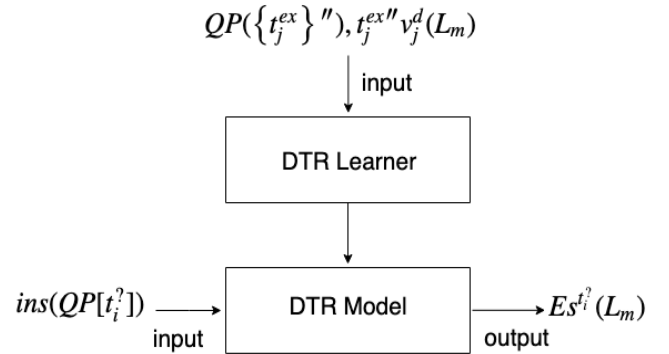 QP({t_j^{ex}}″), t_j^{ex}″ v_j^d(L_m)
input
DTR Learner
ins(QP[t_i^?])
DTR Model
Es^{t_i^?}(L_m)
input
output